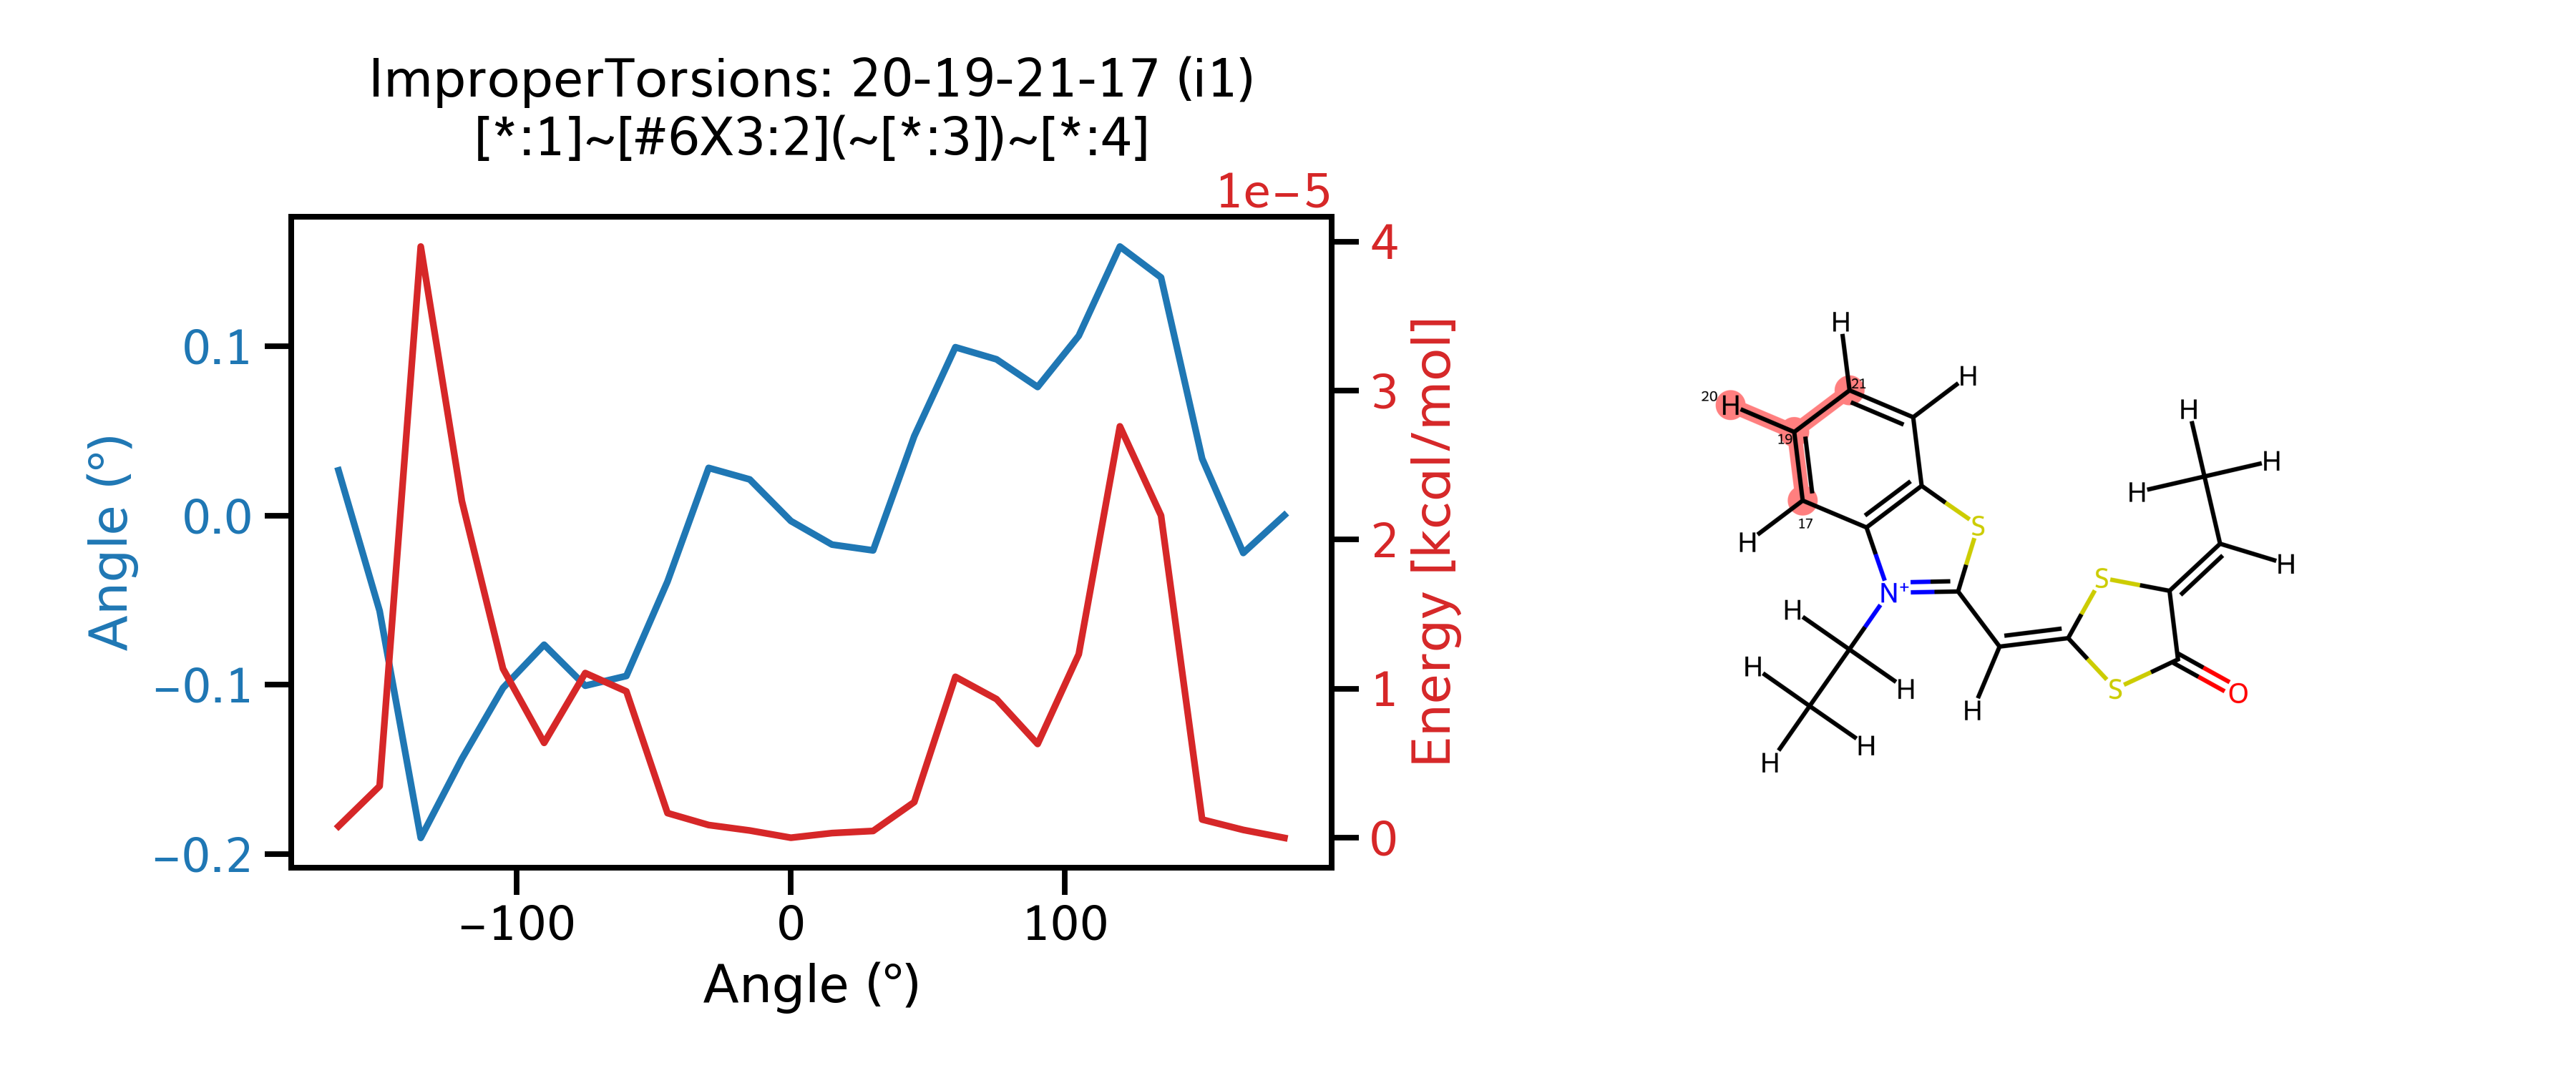 ImproperTorsions: 20-19-21-17 (i1)
[*:1]~[#6X3:2](~[*:3])~[*:4]
1e−5
Angle (°)
0.1
0.0
−0.1
−0.2
4
3
2
1
0
Energy [kcal/mol]
−100
0
100
Angle (°)
H
H
21
20
H
19
17
H
S
H
H
H
H
N+
S
H
H
H
H
H
H
S
O
H